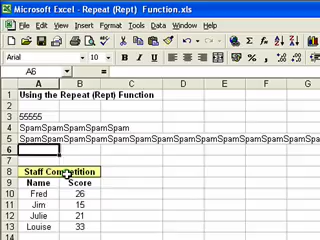 Microsoft Excel - Repeat (Rept) Function.xls
File Edit View Insert Format Tools Data Window Help
Arial 10 B I U
A6
A B C D E F G
1 Using the Repeat (Rept) Function
2
3 55555
4 SpamSpamSpamSpamSpam
5 SpamSpamSpamSpamSpamSpamSpamSpamSpamSpamSpamSpamSpam
6
7
8 Staff Competition
9 Name Score
10 Fred 26
11 Jim 15
12 Julie 21
13 Louise 33